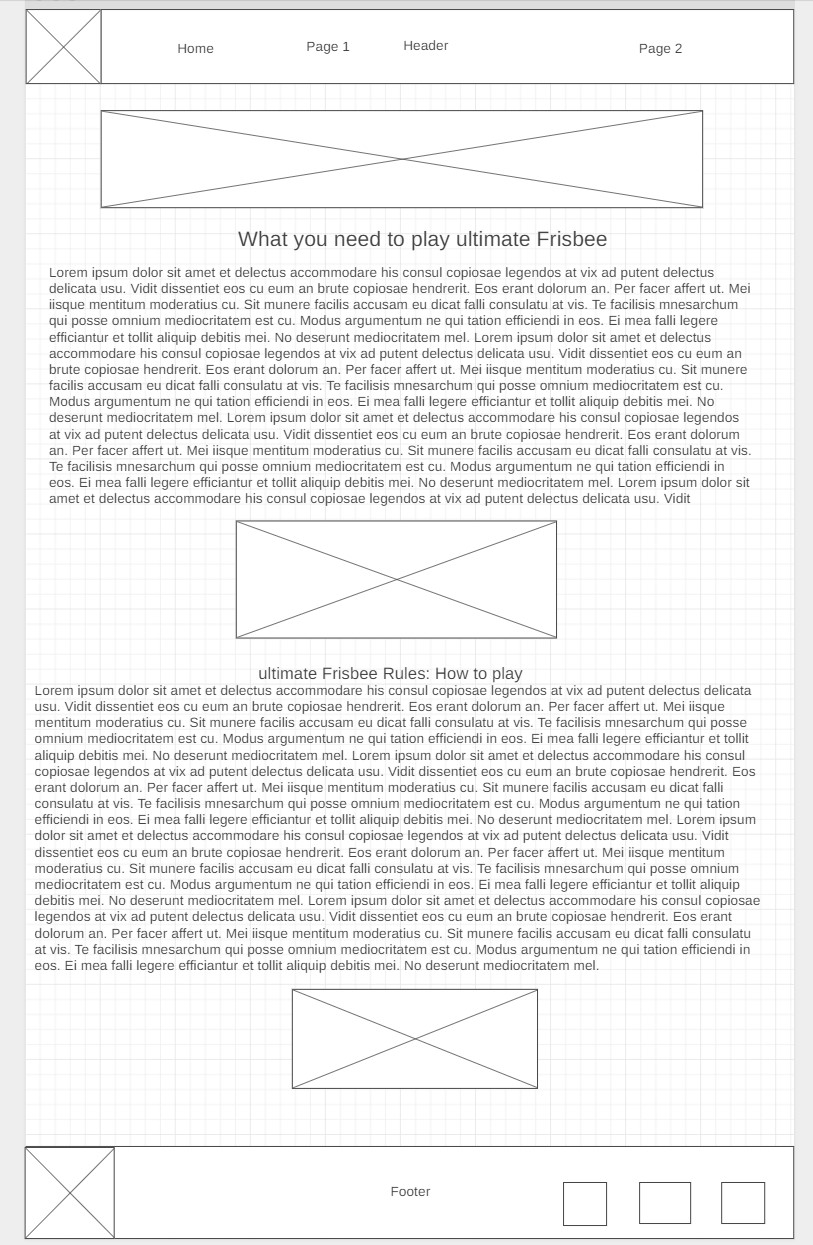 Home Page 1 Header Page 2
What you need to play ultimate Frisbee
Lorem ipsum dolor sit amet et delectus accommodare his consul copiosae legendos at vix ad putent delectus
delicata usu. Vidit dissentiet eos cu eum an brute copiosae hendrerit. Eos erant dolorum an. Per facer affert ut. Mei
iisque mentitum moderatius cu. Sit munere facilis accusam eu dicat falli consulatu at vis. Te facilisis mnesarchum
qui posse omnium mediocritatem est cu. Modus argumentum ne qui tation efficiendi in eos. Ei mea falli legere
efficiantur et tollit aliquip debitis mei. No deserunt mediocritatem mel. Lorem ipsum dolor sit amet et delectus
accommodare his consul copiosae legendos at vix ad putent delectus delicata usu. Vidit dissentiet eos cu eum an
brute copiosae hendrerit. Eos erant dolorum an. Per facer affert ut. Mei iisque mentitum moderatius cu. Sit munere
facilis accusam eu dicat falli consulatu at vis. Te facilisis mnesarchum qui posse omnium mediocritatem est cu.
Modus argumentum ne qui tation efficiendi in eos. Ei mea falli legere efficiantur et tollit aliquip debitis mei. No
deserunt mediocritatem mel. Lorem ipsum dolor sit amet et delectus accommodare his consul copiosae legendos
at vix ad putent delectus delicata usu. Vidit dissentiet eos cu eum an brute copiosae hendrerit. Eos erant dolorum
an. Per facer affert ut. Mei iisque mentitum moderatius cu. Sit munere facilis accusam eu dicat falli consulatu at vis.
Te facilisis mnesarchum qui posse omnium mediocritatem est cu. Modus argumentum ne qui tation efficiendi in
eos. Ei mea falli legere efficiantur et tollit aliquip debitis mei. No deserunt mediocritatem mel. Lorem ipsum dolor sit
amet et delectus accommodare his consul copiosae legendos at vix ad putent delectus delicata usu. Vidit
ultimate Frisbee Rules: How to play
Lorem ipsum dolor sit amet et delectus accommodare his consul copiosae legendos at vix ad putent delectus delicata
usu. Vidit dissentiet eos cu eum an brute copiosae hendrerit. Eos erant dolorum an. Per facer affert ut. Mei iisque
mentitum moderatius cu. Sit munere facilis accusam eu dicat falli consulatu at vis. Te facilisis mnesarchum qui posse
omnium mediocritatem est cu. Modus argumentum ne qui tation efficiendi in eos. Ei mea falli legere efficiantur et tollit
aliquip debitis mei. No deserunt mediocritatem mel. Lorem ipsum dolor sit amet et delectus accommodare his consul
copiosae legendos at vix ad putent delectus delicata usu. Vidit dissentiet eos cu eum an brute copiosae hendrerit. Eos
erant dolorum an. Per facer affert ut. Mei iisque mentitum moderatius cu. Sit munere facilis accusam eu dicat falli
consulatu at vis. Te facilisis mnesarchum qui posse omnium mediocritatem est cu. Modus argumentum ne qui tation
efficiendi in eos. Ei mea falli legere efficiantur et tollit aliquip debitis mei. No deserunt mediocritatem mel. Lorem ipsum
dolor sit amet et delectus accommodare his consul copiosae legendos at vix ad putent delectus delicata usu. Vidit
dissentiet eos cu eum an brute copiosae hendrerit. Eos erant dolorum an. Per facer affert ut. Mei iisque mentitum
moderatius cu. Sit munere facilis accusam eu dicat falli consulatu at vis. Te facilisis mnesarchum qui posse omnium
mediocritatem est cu. Modus argumentum ne qui tation efficiendi in eos. Ei mea falli legere efficiantur et tollit aliquip
debitis mei. No deserunt mediocritatem mel. Lorem ipsum dolor sit amet et delectus accommodare his consul copiosae
legendos at vix ad putent delectus delicata usu. Vidit dissentiet eos cu eum an brute copiosae hendrerit. Eos erant
dolorum an. Per facer affert ut. Mei iisque mentitum moderatius cu. Sit munere facilis accusam eu dicat falli consulatu
at vis. Te facilisis mnesarchum qui posse omnium mediocritatem est cu. Modus argumentum ne qui tation efficiendi in
eos. Ei mea falli legere efficiantur et tollit aliquip debitis mei. No deserunt mediocritatem mel.
Footer